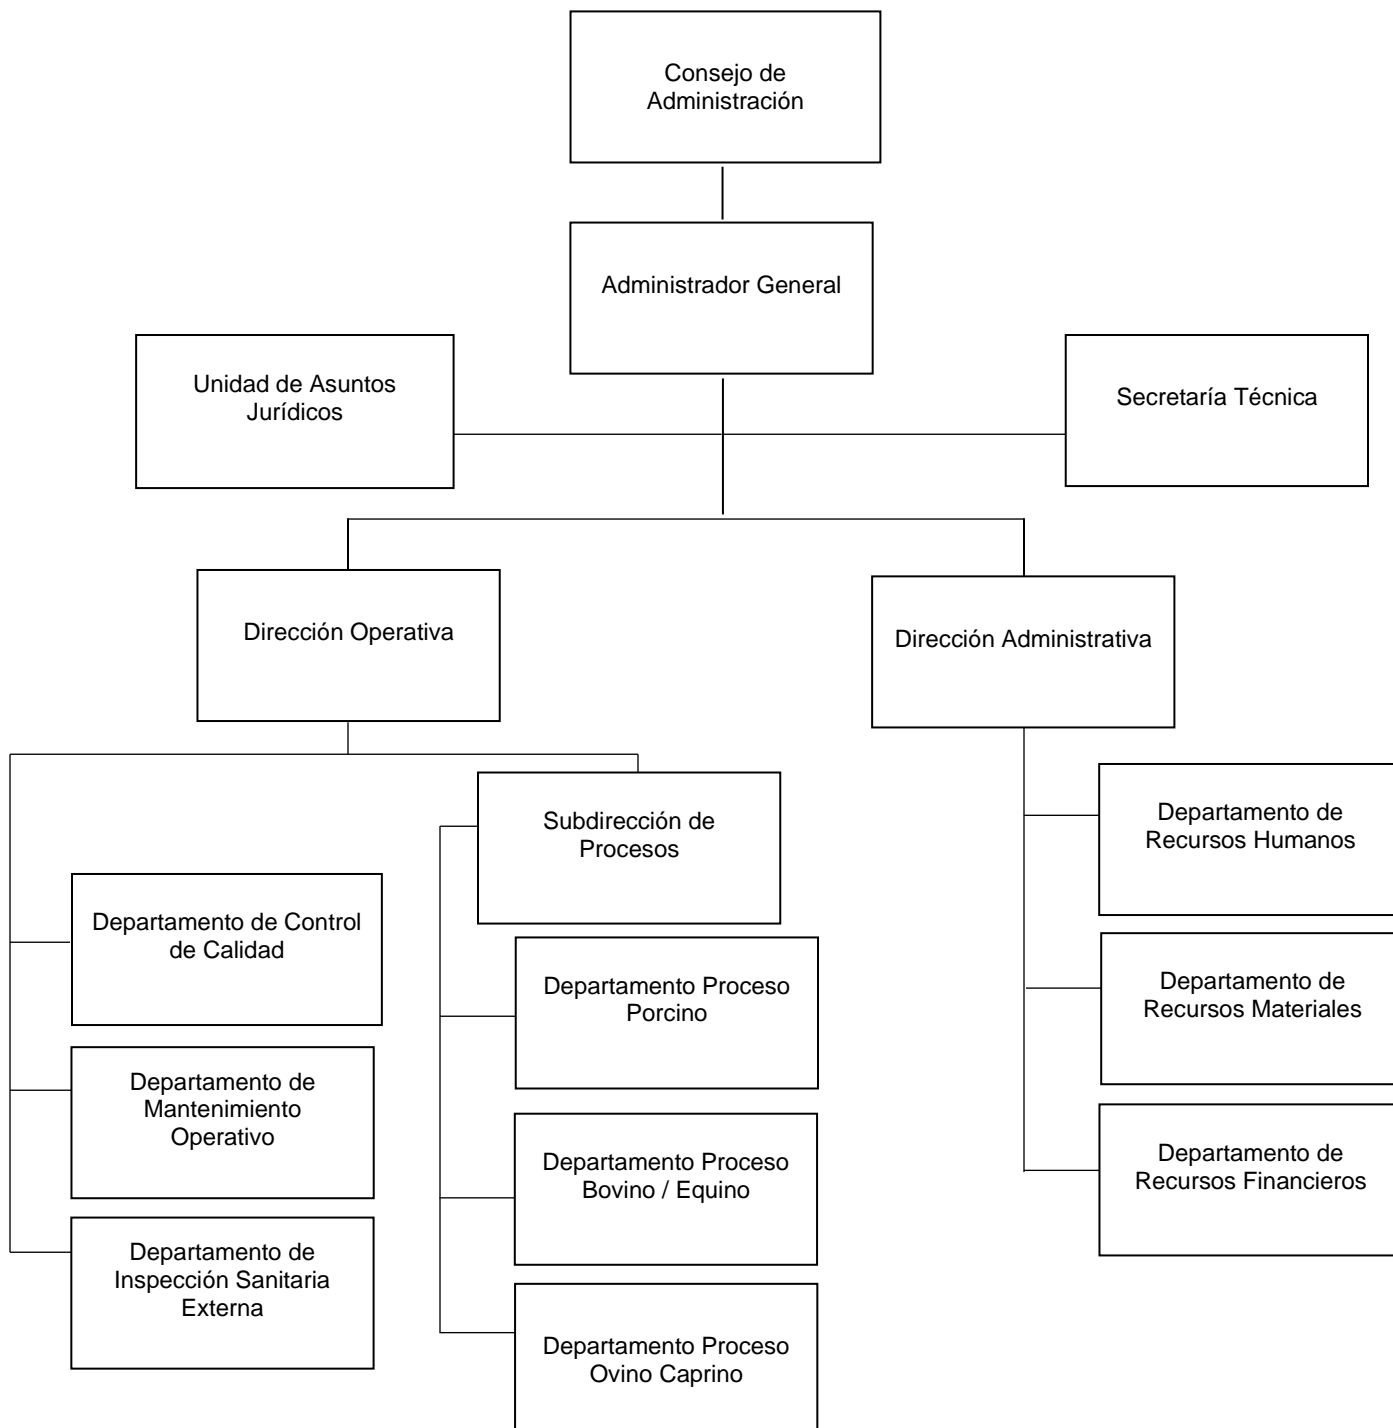 Consejo de
Administración
Administrador General
Unidad de Asuntos
Jurídicos
Secretaría Técnica
Dirección Operativa
Dirección Administrativa
Subdirección de
Procesos
Departamento de
Recursos Humanos
Departamento de Control
de Calidad
Departamento Proceso
Porcino
Departamento de
Recursos Materiales
Departamento de
Mantenimiento
Operativo
Departamento Proceso
Bovino / Equino
Departamento de
Recursos Financieros
Departamento de
Inspección Sanitaria
Externa
Departamento Proceso
Ovino Caprino